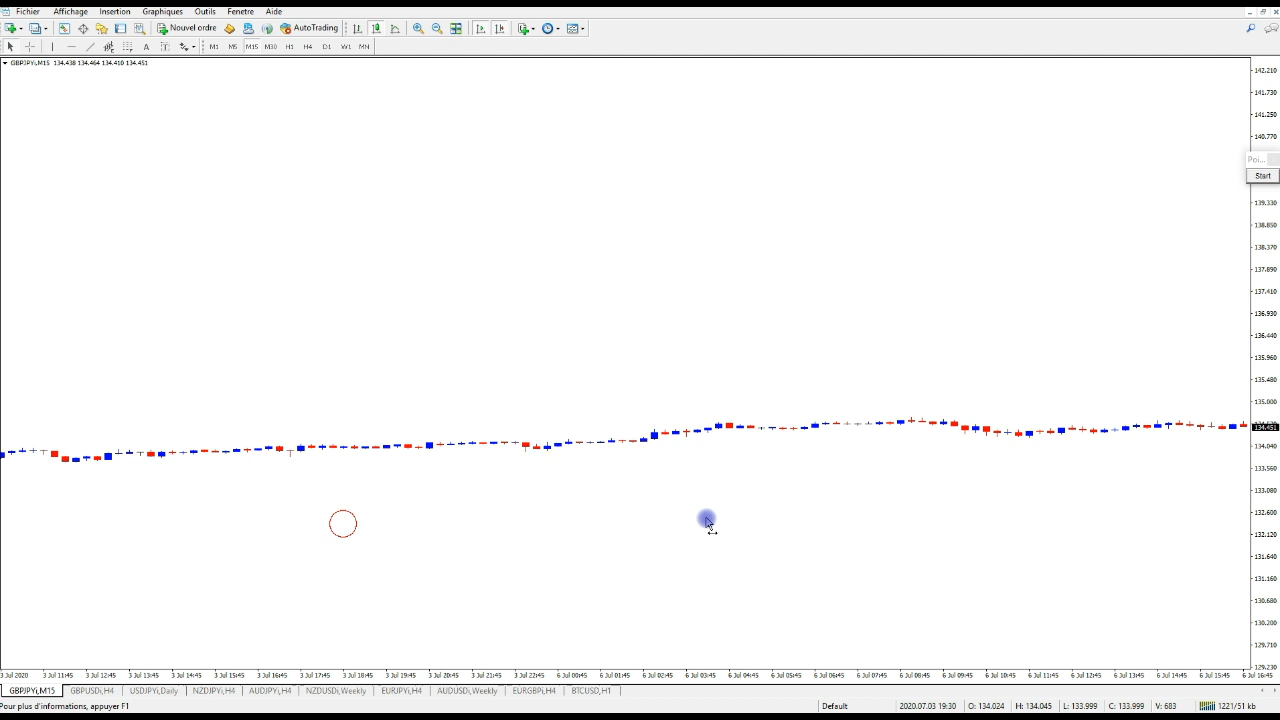 Fichier Affichage Insertion Graphiques Outils Fenetre Aide
Nouvel ordre AutoTrading
M1 M5 M15 M30 H1 H4 D1 W1 MN
GBPJPYi,M15 134.438 134.464 134.410 134.451
142.210
141.730
141.250
140.770
Poi...
Start
139.330
138.850
138.370
137.890
137.410
136.930
136.440
135.960
135.480
135.000
134.451
134.040
133.560
133.080
132.600
132.120
131.640
131.160
130.680
130.200
129.710
129.230
3 Jul 2020 3 Jul 11:45 3 Jul 12:45 3 Jul 13:45 3 Jul 14:45 3 Jul 15:45 3 Jul 16:45 3 Jul 17:45 3 Jul 18:45 3 Jul 19:45 3 Jul 20:45 3 Jul 21:45 3 Jul 22:45 6 Jul 00:45 6 Jul 01:45 6 Jul 02:45 6 Jul 03:45 6 Jul 04:45 6 Jul 05:45 6 Jul 06:45 6 Jul 07:45 6 Jul 08:45 6 Jul 09:45 6 Jul 10:45 6 Jul 11:45 6 Jul 12:45 6 Jul 13:45 6 Jul 14:45 6 Jul 15:45 6 Jul 16:45
GBPJPYi,M15 GBPUSDi,H4 USDJPYi,Daily NZDJPYi,H4 AUDJPYi,H4 NZDUSDi,Weekly EURJPYi,H4 AUDUSDi,Weekly EURGBPi,H4 BTCUSD,H1
Pour plus d'informations, appuyer F1 Default 2020.07.03 19:30 O: 134.024 H: 134.045 L: 133.999 C: 133.999 V: 683 1221/51 kb